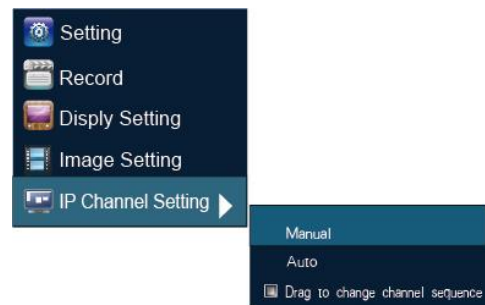 Setting
Record
Disply Setting
Image Setting
IP Channel Setting
Manual
Auto
Drag to change channel sequence